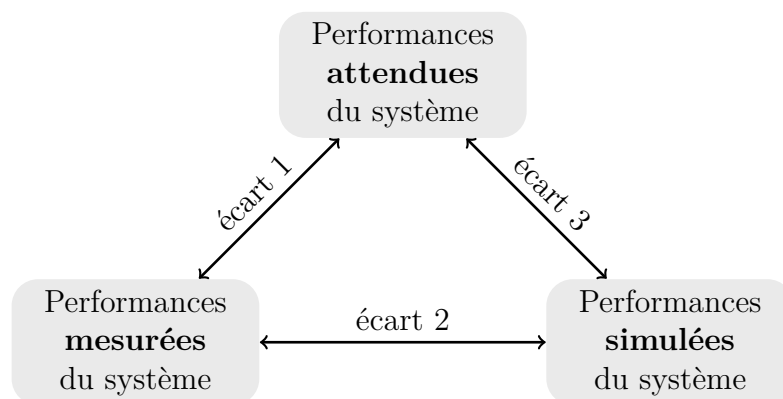 Performances
attendues
du système
écart 1
écart 3
Performances
mesurées
du système
écart 2
Performances
simulées
du système